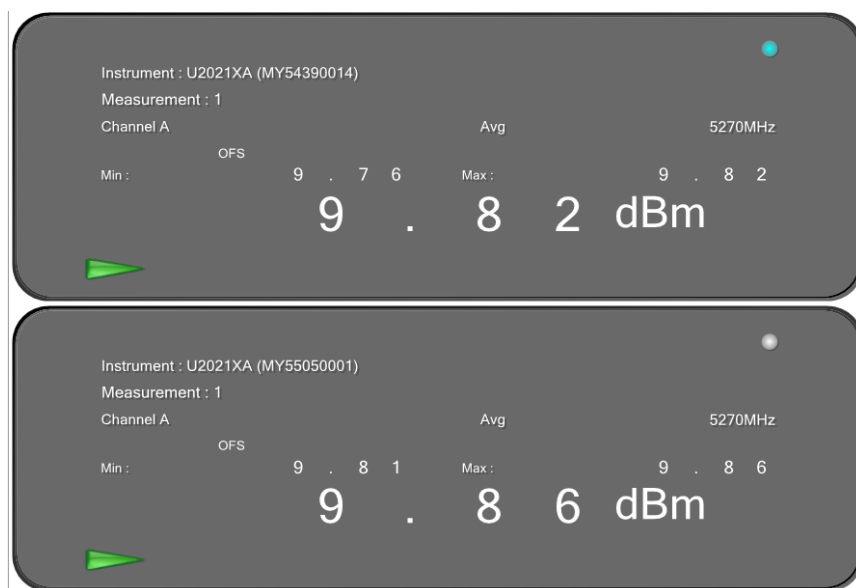 Instrument : U2021XA (MY54390014)
Measurement : 1
Channel A Avg 5270MHz
OFS
Min : 9 . 7 6 Max : 9 . 8 2
9 . 8 2 dBm
Instrument : U2021XA (MY55050001)
Measurement : 1
Channel A Avg 5270MHz
OFS
Min : 9 . 8 1 Max : 9 . 8 6
9 . 8 6 dBm